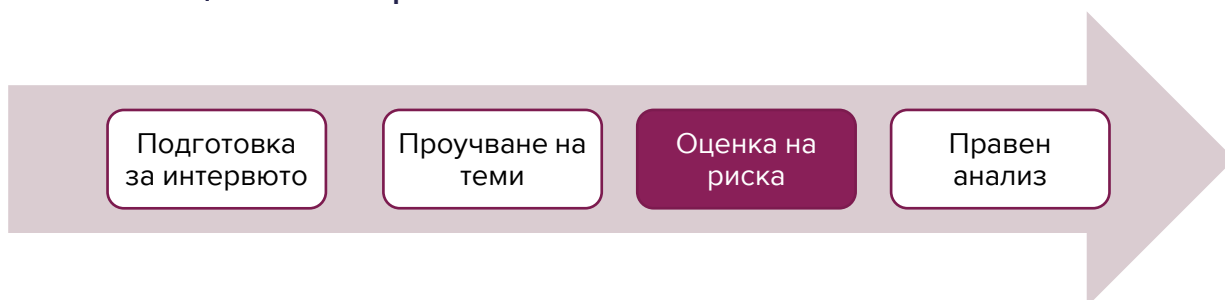 Подготовка
за интервюто
Проучване на
теми
Оценка на
риска
Правен
анализ